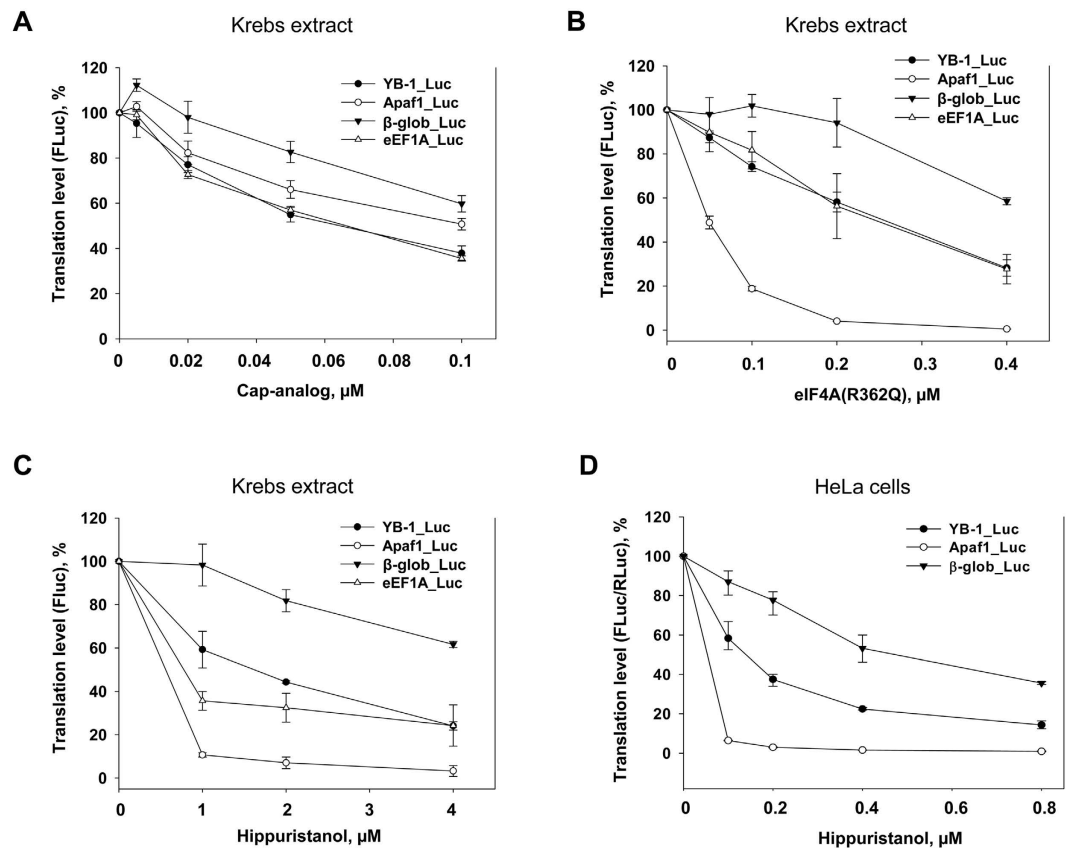 A
Krebs extract
Translation level (FLuc), %
120
100
80
60
40
20
0
YB-1_Luc
Apaf1_Luc
β-glob_Luc
eEF1A_Luc
0
0.02
0.04
0.06
0.08
0.1
Cap-analog, µM
B
Krebs extract
Translation level (FLuc), %
120
100
80
60
40
20
0
YB-1_Luc
Apaf1_Luc
β-glob_Luc
eEF1A_Luc
0
0.1
0.2
0.3
0.4
eIF4A(R362Q), µM
C
Krebs extract
Translation level (Fluc), %
120
100
80
60
40
20
0
YB-1_Luc
Apaf1_Luc
β-glob_Luc
eEF1A_Luc
0
1
2
3
4
Hippuristanol, µM
D
HeLa cells
Translation level (FLuc/RLuc), %
120
100
80
60
40
20
0
YB-1_Luc
Apaf1_Luc
β-glob_Luc
0
0.2
0.4
0.6
0.8
Hippuristanol, µM